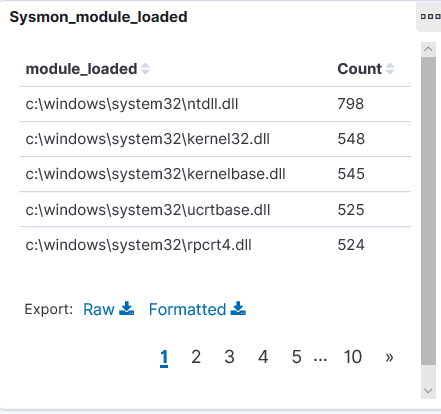 Sysmon_module_loaded
module_loaded Count
c:\windows\system32\ntdll.dll 798
c:\windows\system32\kernel32.dll 548
c:\windows\system32\kernelbase.dll 545
c:\windows\system32\ucrtbase.dll 525
c:\windows\system32\rpcrt4.dll 524
Export: Raw Formatted
1 2 3 4 5 ... 10 »